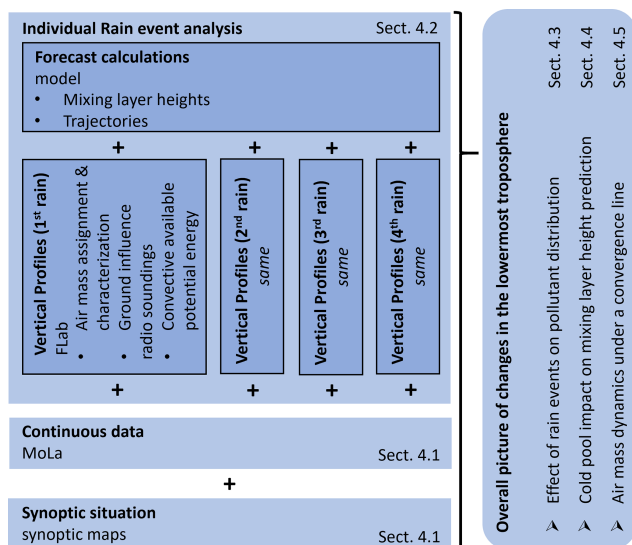 Individual Rain event analysis Sect. 4.2
Forecast calculations
model
• Mixing layer heights
• Trajectories
+ + + +
Vertical Profiles (1st rain)
FLab
• Air mass assignment &
characterization
• Ground influence
radio soundings
• Convective available
potential energy
Vertical Profiles (2nd rain)
same
Vertical Profiles (3rd rain)
same
Vertical Profiles (4th rain)
same
+ + + +
Continuous data
MoLa Sect. 4.1
+
Synoptic situation
synoptic maps Sect. 4.1
Overall picture of changes in the lowermost troposphere
➢ Effect of rain events on pollutant distribution Sect. 4.3
➢ Cold pool impact on mixing layer height prediction Sect. 4.4
➢ Air mass dynamics under a convergence line Sect. 4.5